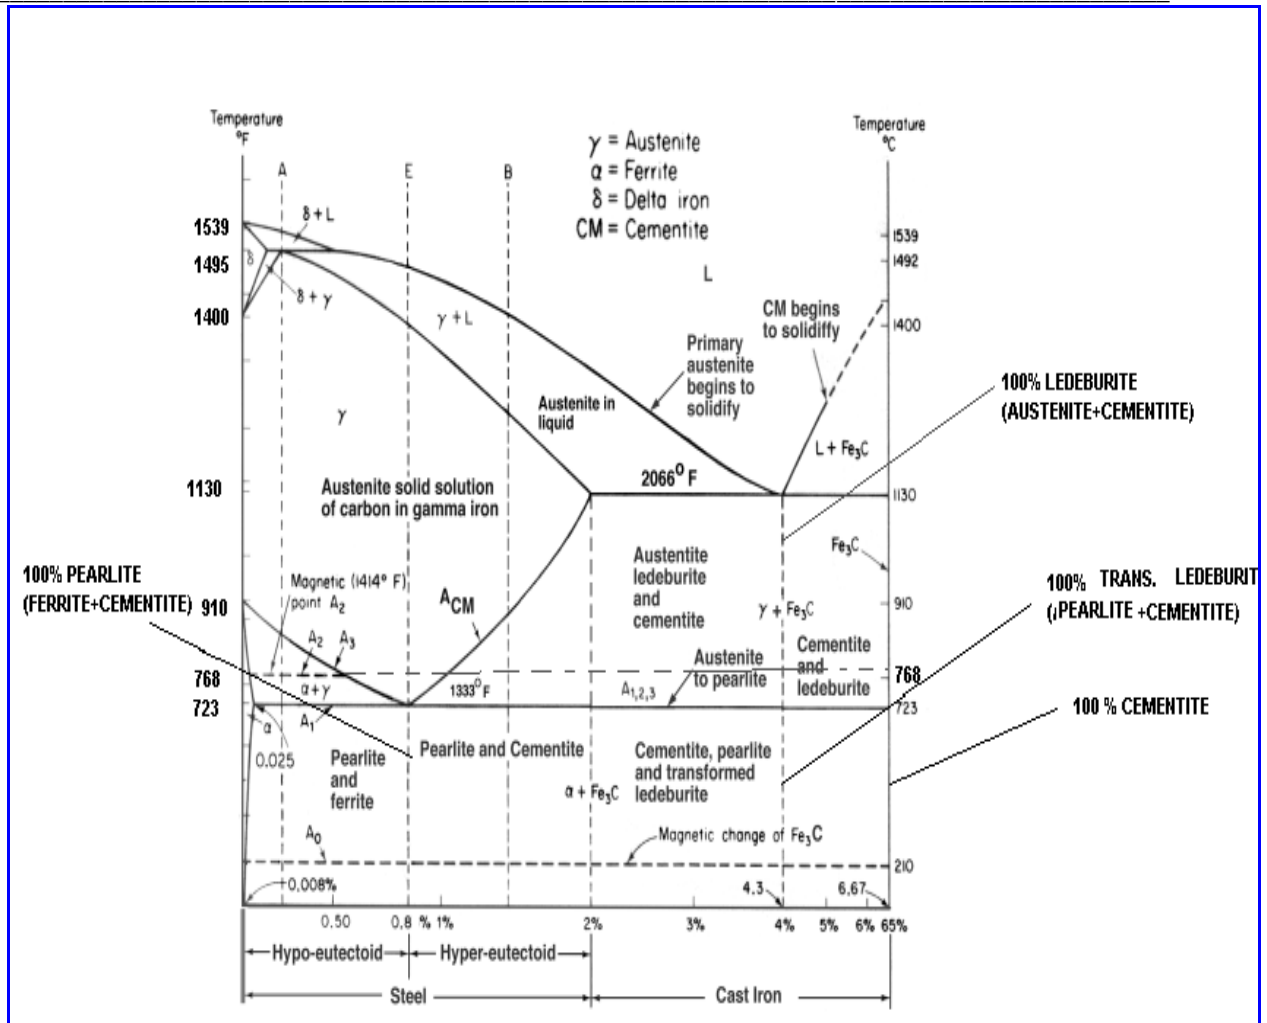 Temperature
°F
Temperature
°C
γ = Austenite
α = Ferrite
δ = Delta iron
CM = Cementite
A
E
B
δ + L
1539
1495
1400
1130
910
768
723
δ
δ + γ
γ + L
L
CM begins
to solidiffy
1539
1492
1400
Primary
austenite
begins to
solidify
100% LEDEBURITE
(AUSTENITE+CEMENTITE)
Austenite in
liquid
γ
L + Fe₃C
2066⁰ F
1130
Austenite solid solution
of carbon in gamma iron
Austentite
ledeburite
and
cementite
Fe₃C
100% PEARLITE
(FERRITE+CEMENTITE)
Magnetic (1414° F)
point A₂
A_CM
γ + Fe₃C
910
100% TRANS. LEDEBURIT
(PEARLITE +CEMENTITE)
A₂
A₃
Cementite
and
ledeburite
Austenite
to pearlite
768
α+γ
1333⁰ F
A₁,₂,₃
723
100 % CEMENTITE
α
A₁
0.025
Pearlite
and
ferrite
Pearlite and Cementite
Cementite, pearlite
and transformed
ledeburite
α + Fe₃C
A₀
Magnetic change of Fe₃C
210
0.008%
4.3
6.67
0.50
0.8 %
1%
2%
3%
4%
5%
6%
65%
Hypo-eutectoid
Hyper-eutectoid
Steel
Cast Iron